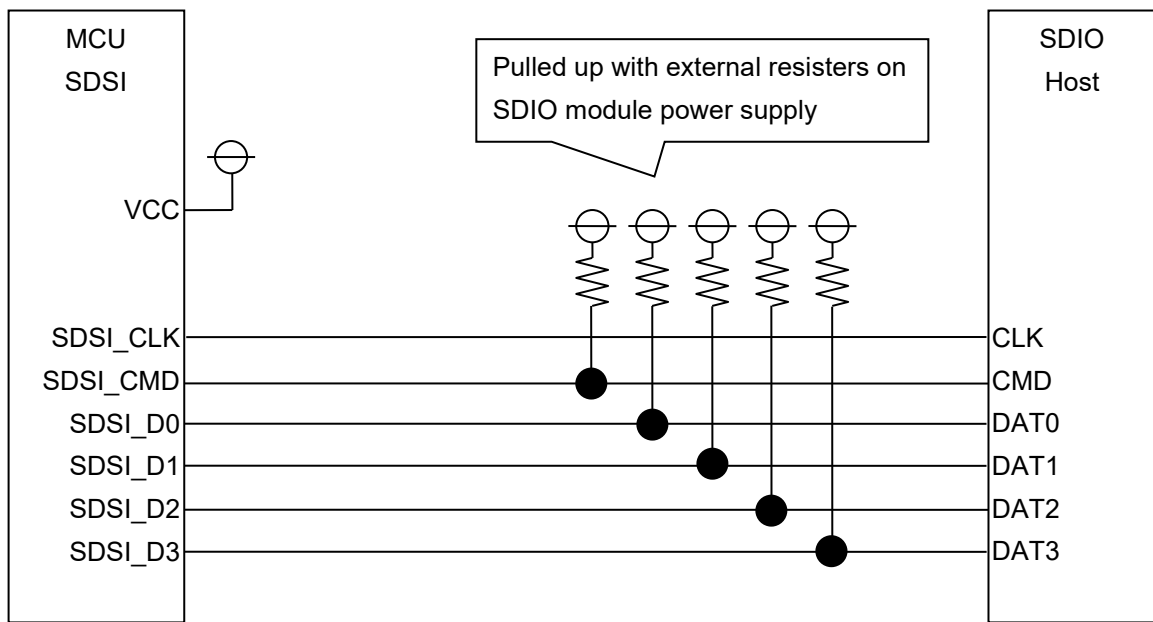 MCU
SDSI
SDIO
Host
Pulled up with external resisters on
SDIO module power supply
VCC
SDSI_CLK
CLK
SDSI_CMD
CMD
SDSI_D0
DAT0
SDSI_D1
DAT1
SDSI_D2
DAT2
SDSI_D3
DAT3